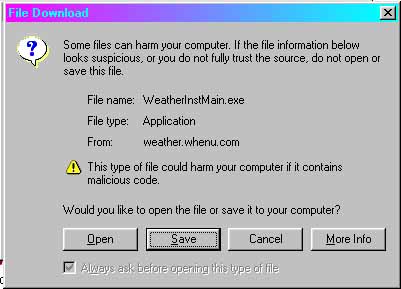 File Download
Some files can harm your computer. If the file information below
looks suspicious, or you do not fully trust the source, do not open or
save this file.
File name: WeatherInstMain.exe
File type: Application
From: weather.whenu.com
This type of file could harm your computer if it contains
malicious code.
Would you like to open the file or save it to your computer?
Open Save Cancel More Info
Always ask before opening this type of file